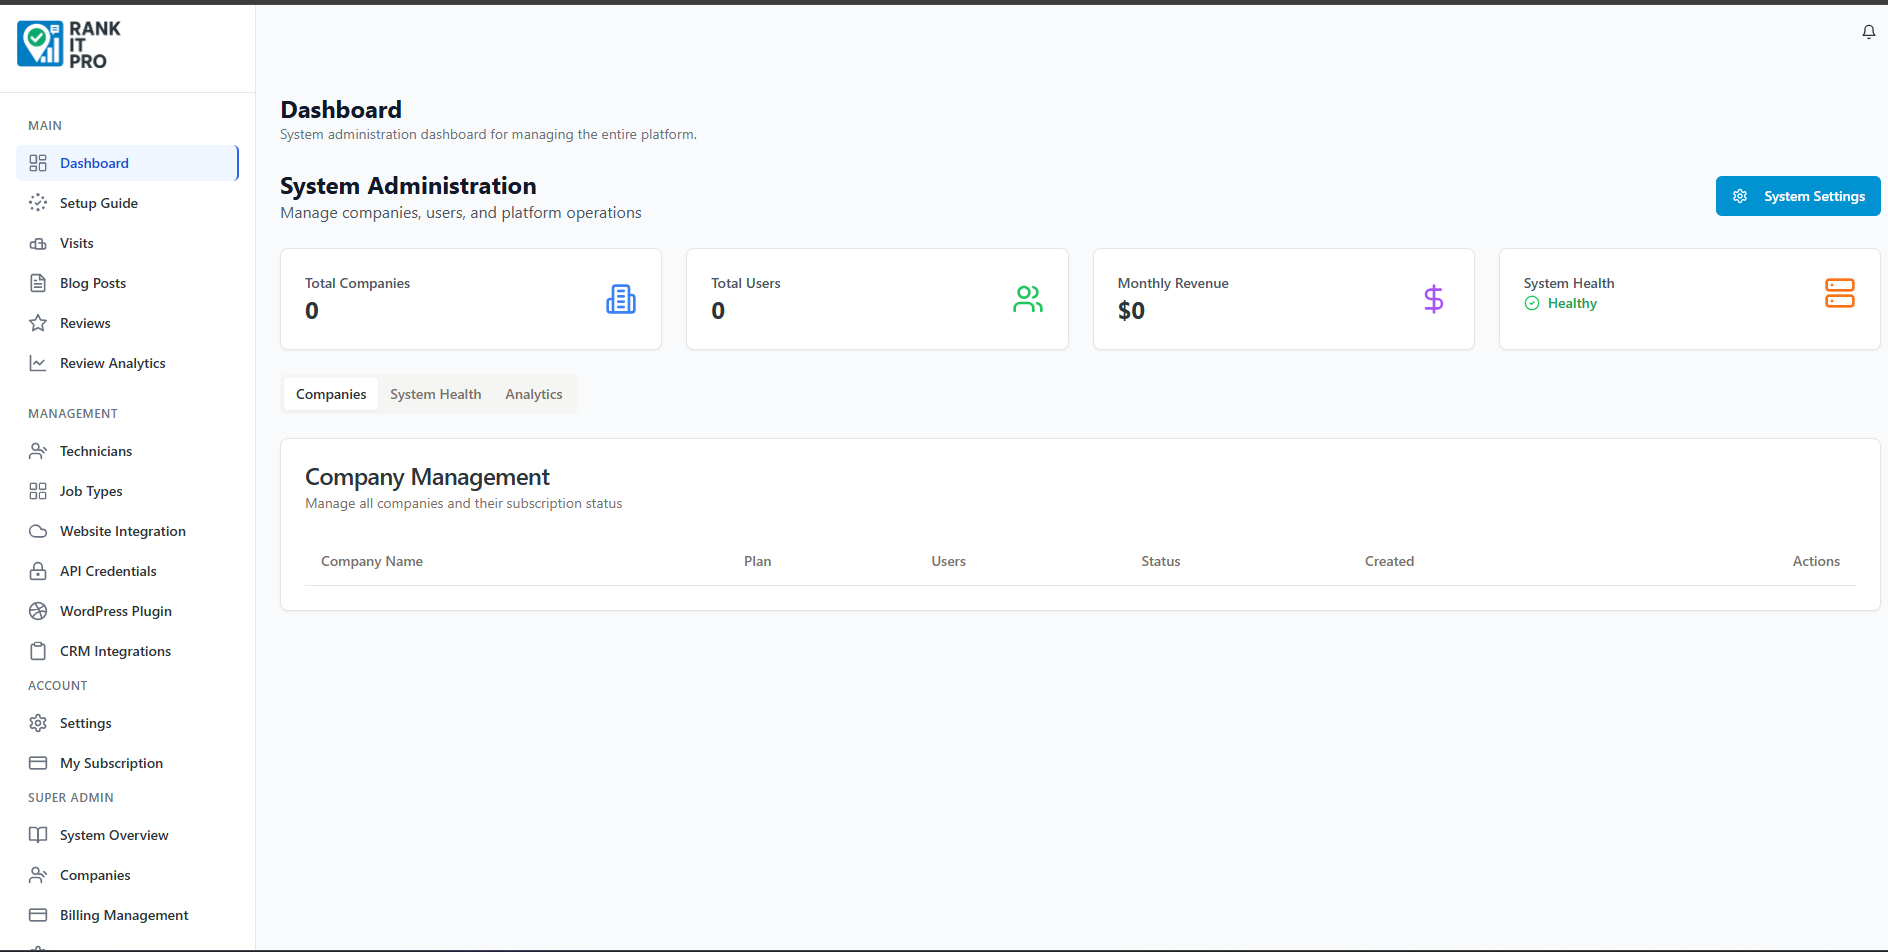 RANK
IT
PRO
MAIN
Dashboard
Setup Guide
Visits
Blog Posts
Reviews
Review Analytics
MANAGEMENT
Technicians
Job Types
Website Integration
API Credentials
WordPress Plugin
CRM Integrations
ACCOUNT
Settings
My Subscription
SUPER ADMIN
System Overview
Companies
Billing Management
Dashboard
System administration dashboard for managing the entire platform.
System Administration
Manage companies, users, and platform operations
System Settings
Total Companies
0
Total Users
0
Monthly Revenue
$0
System Health
Healthy
Companies System Health Analytics
Company Management
Manage all companies and their subscription status
Company Name Plan Users Status Created Actions